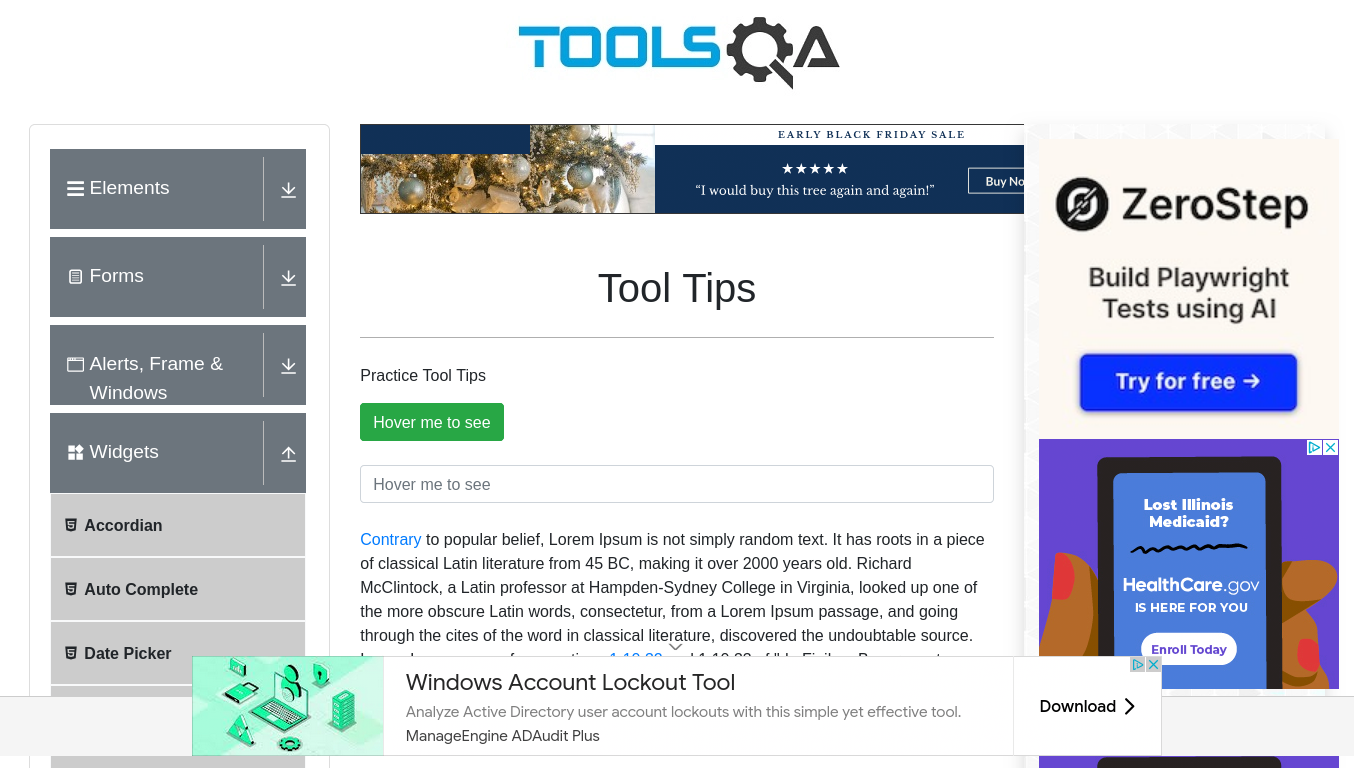 TOOLSQA
Elements
Forms
Alerts, Frame &
Windows
Widgets
Accordian
Auto Complete
Date Picker
EARLY BLACK FRIDAY SALE
★★★★★
“I would buy this tree again and again!”
Buy No
Tool Tips
Practice Tool Tips
Hover me to see
Hover me to see
Contrary to popular belief, Lorem Ipsum is not simply random text. It has roots in a piece
of classical Latin literature from 45 BC, making it over 2000 years old. Richard
McClintock, a Latin professor at Hampden-Sydney College in Virginia, looked up one of
the more obscure Latin words, consectetur, from a Lorem Ipsum passage, and going
through the cites of the word in classical literature, discovered the undoubtable source.
ZeroStep
Build Playwright
Tests using AI
Try for free →
Lost Illinois
Medicaid?
HealthCare.gov
IS HERE FOR YOU
Enroll Today
Windows Account Lockout Tool
Analyze Active Directory user account lockouts with this simple yet effective tool.
ManageEngine ADAudit Plus
Download